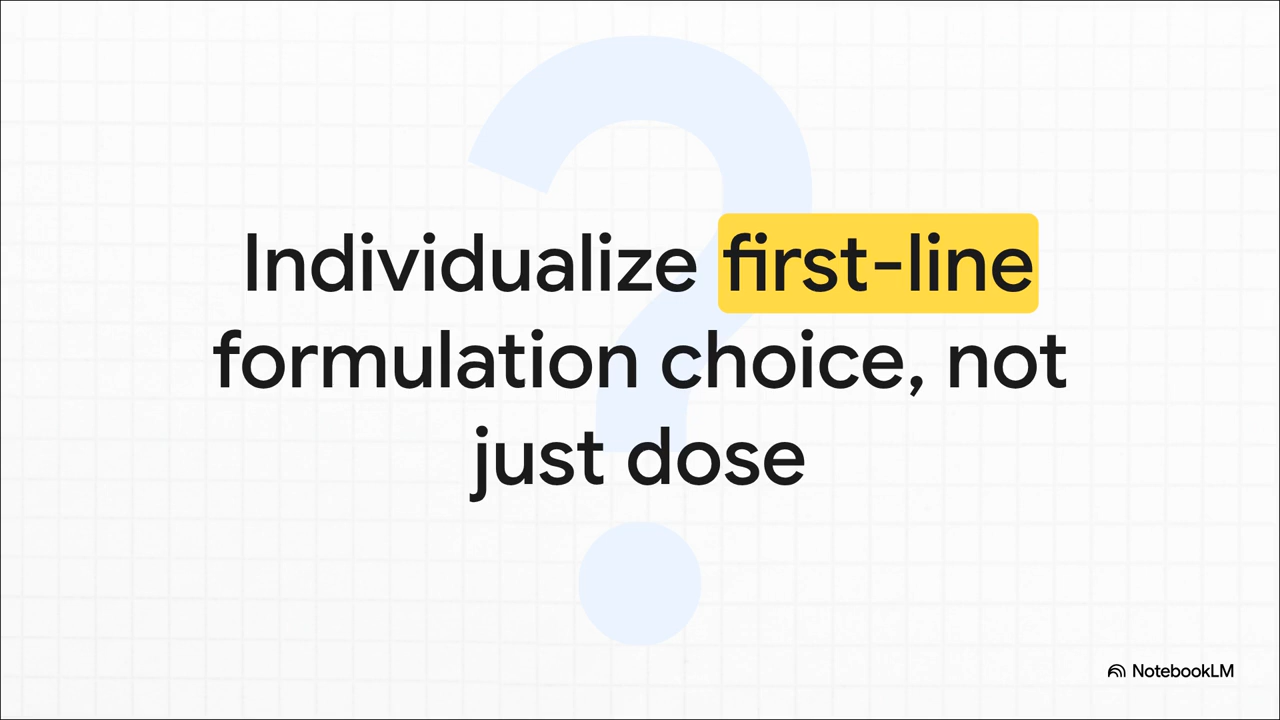 Individualize first-line
formulation choice, not
just dose
NotebookLM